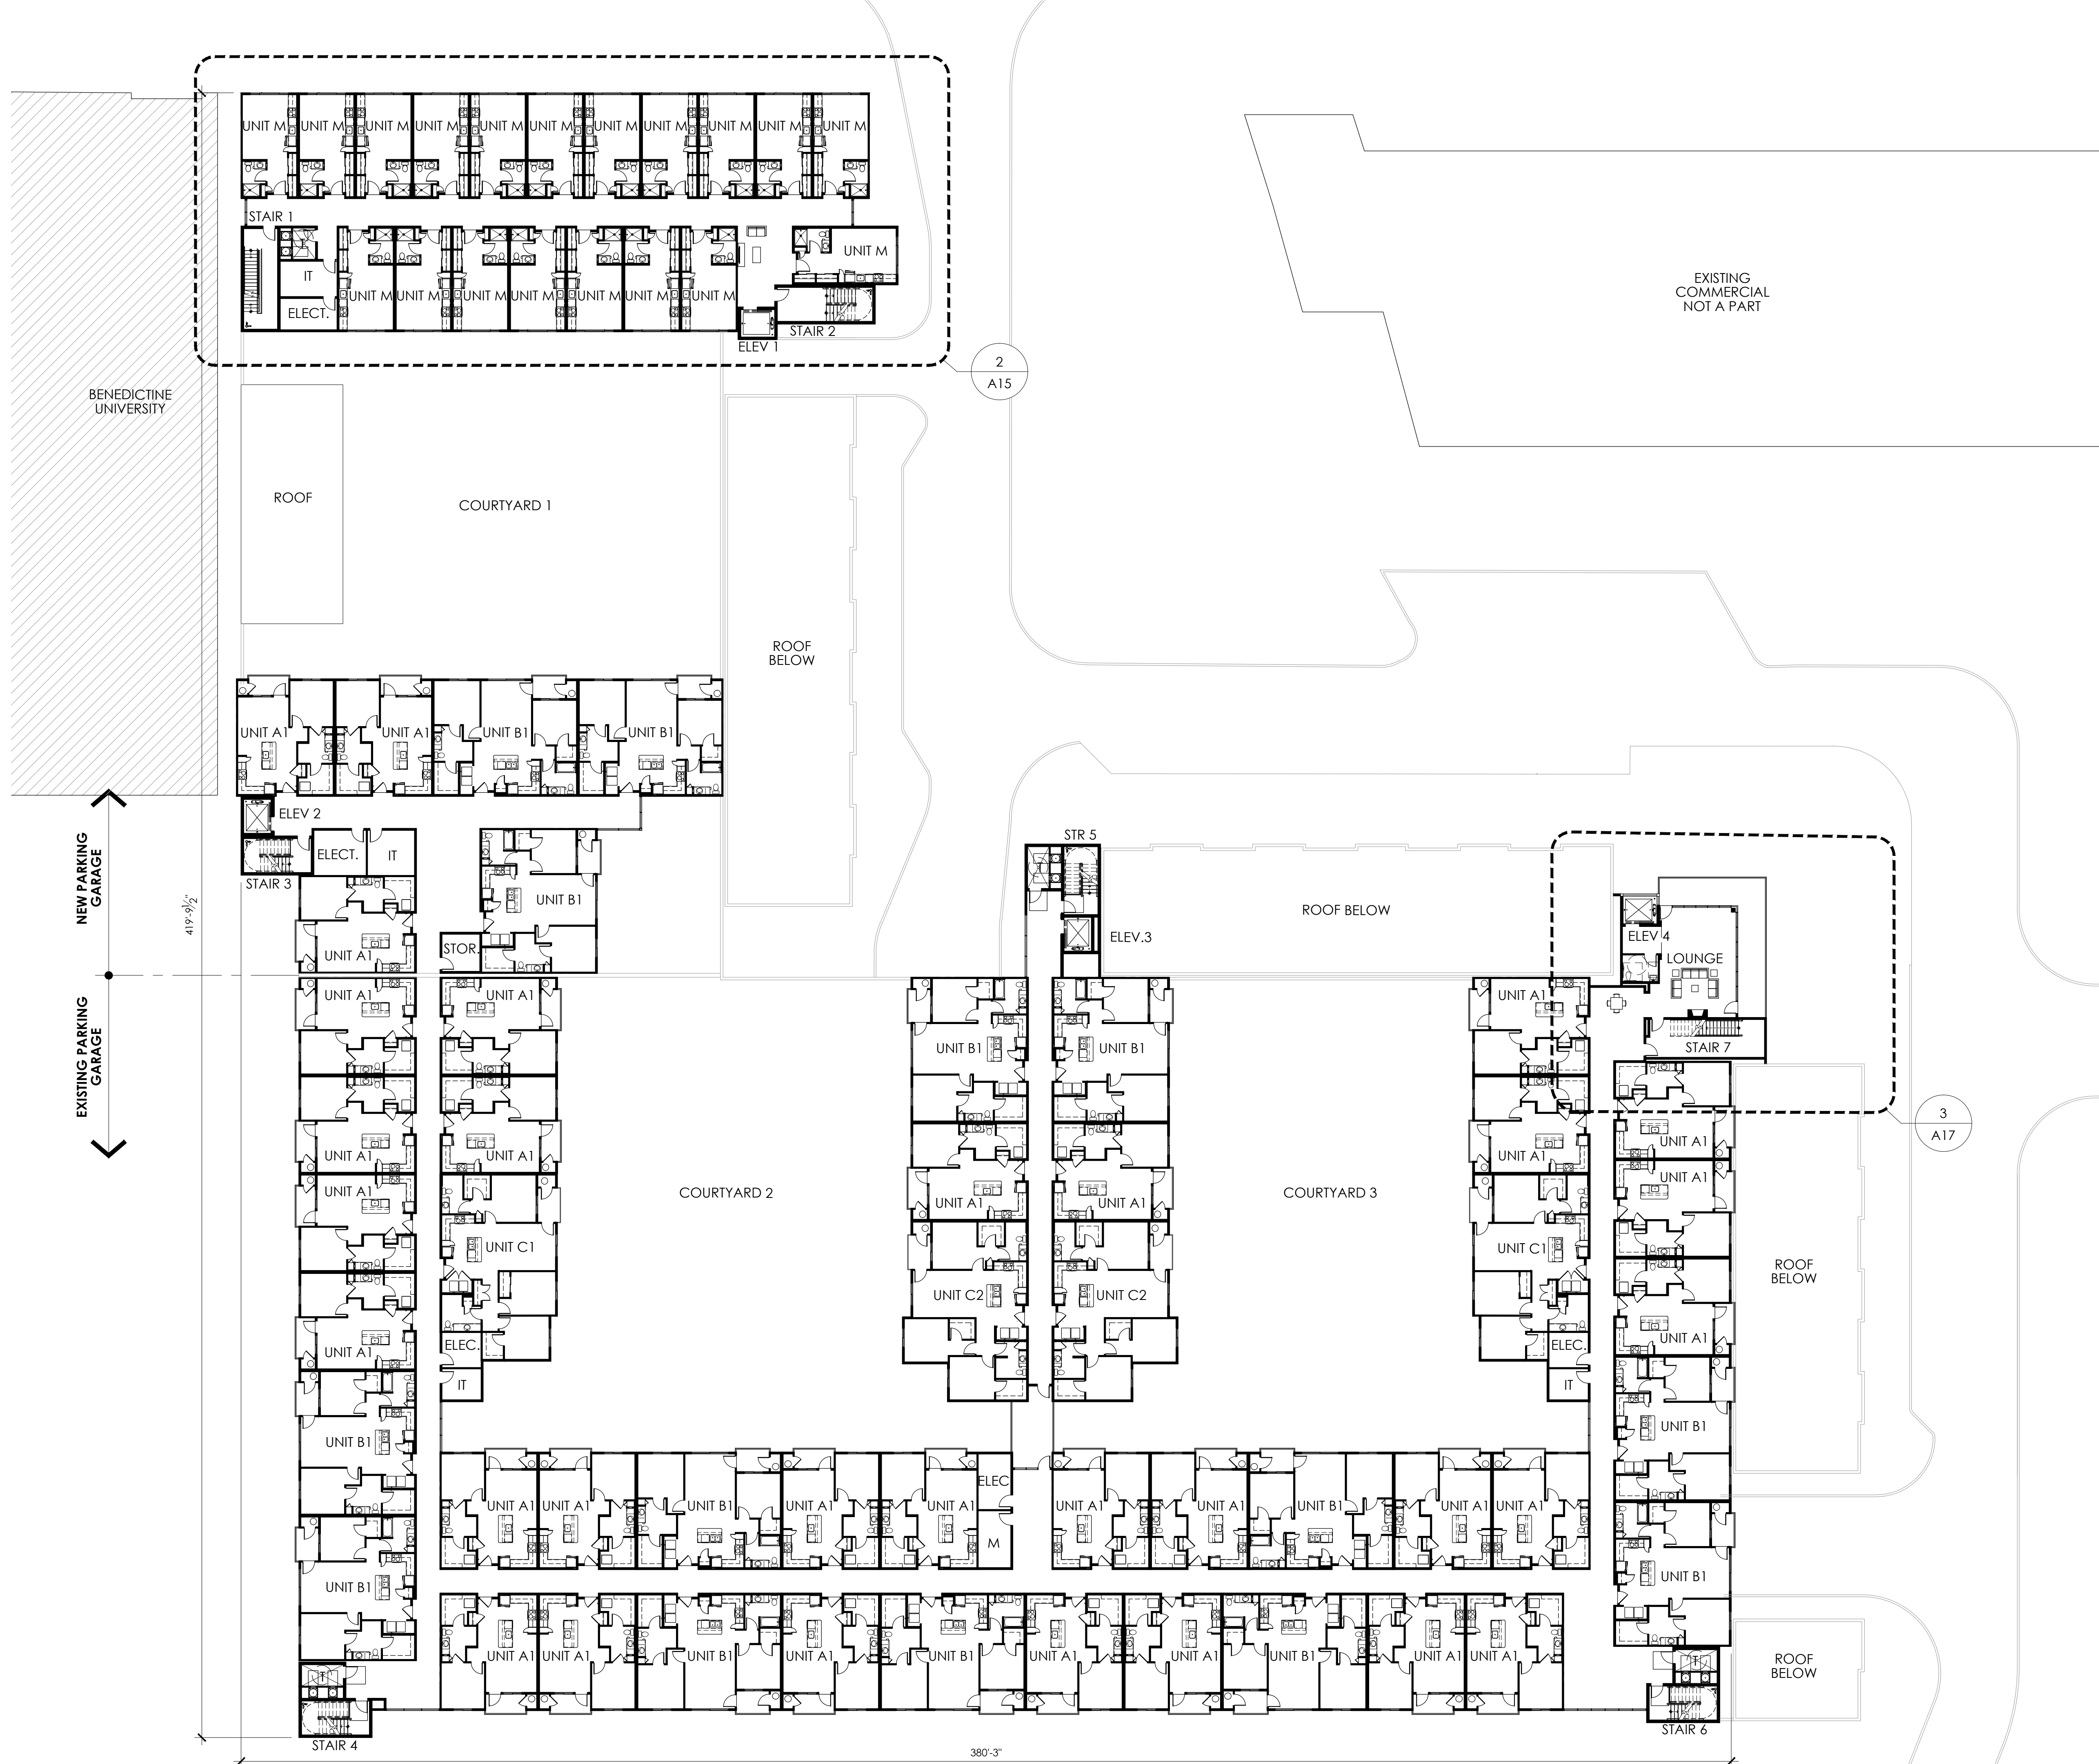 UNIT M UNIT M UNIT M UNIT M UNIT M UNIT M UNIT M UNIT M UNIT M UNIT M UNIT M
STAIR 1
UNIT M
IT
ELECT.
UNIT M UNIT M UNIT M UNIT M UNIT M UNIT M UNIT M
STAIR 2
ELEV 1
2
A15
EXISTING
COMMERCIAL
NOT A PART
BENEDICTINE
UNIVERSITY
ROOF
COURTYARD 1
ROOF
BELOW
UNIT A1 UNIT A1 UNIT B1 UNIT B1
ELEV 2
ELECT.
IT
STAIR 3
UNIT B1
UNIT A1
STOR.
NEW PARKING
GARAGE
EXISTING PARKING
GARAGE
419'-9½"
STR 5
ELEV.3
ROOF BELOW
ELEV 4
LOUNGE
STAIR 7
3
A17
UNIT A1 UNIT A1
UNIT B1 UNIT B1
UNIT A1
UNIT A1 UNIT A1
UNIT A1
UNIT A1
UNIT A1
UNIT A1
UNIT A1 UNIT A1
UNIT A1
COURTYARD 2
COURTYARD 3
UNIT C1
UNIT C1
UNIT C2 UNIT C2
UNIT A1
UNIT A1
ROOF
BELOW
ELEC.
IT
ELEC.
IT
UNIT B1
UNIT B1
UNIT A1 UNIT A1 UNIT B1 UNIT A1 UNIT A1
ELEC
M
UNIT A1 UNIT A1 UNIT B1 UNIT A1 UNIT A1
UNIT B1
UNIT B1
UNIT A1 UNIT A1 UNIT B1 UNIT A1 UNIT B1 UNIT A1 UNIT A1 UNIT B1 UNIT A1 UNIT A1
ROOF
BELOW
T
T
STAIR 4
STAIR 6
380'-3"